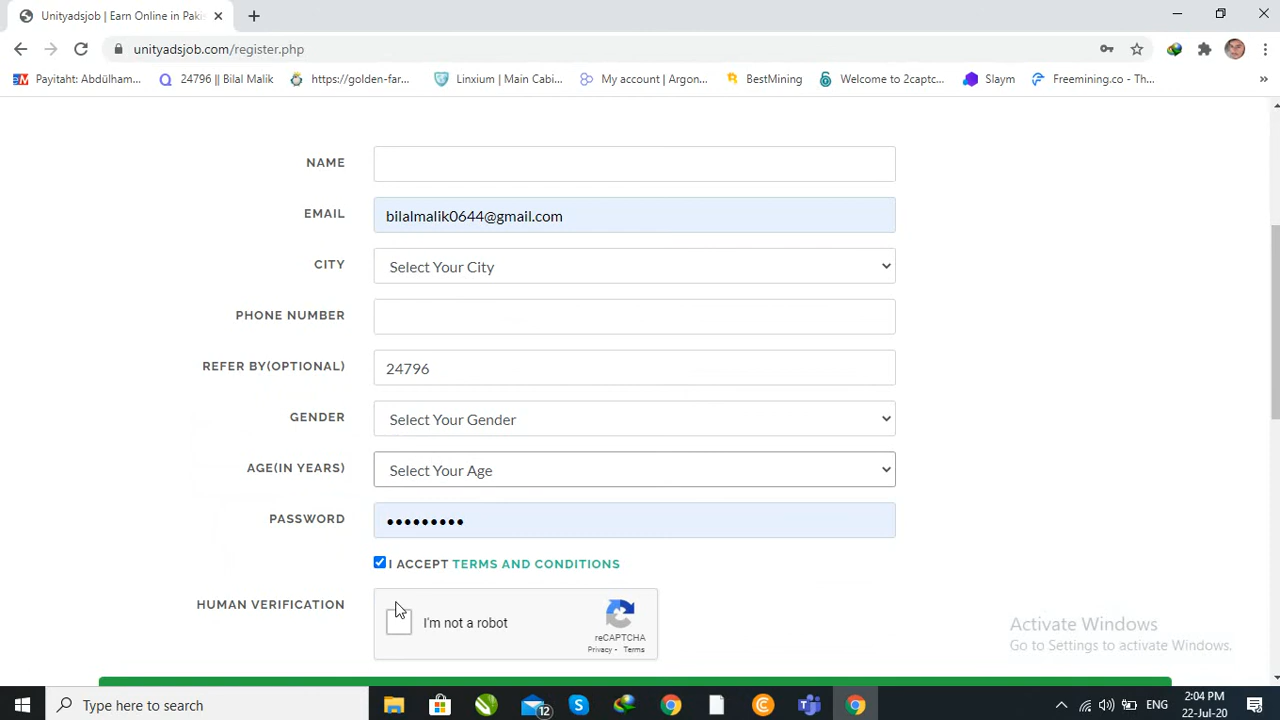 Unityadsjob | Earn Online in Paki
unityadsjob.com/register.php
Payitaht: Abdülham...
24796 || Bilal Malik
https://golden-far...
Linxium | Main Cabi...
My account | Argon...
BestMining
Welcome to 2captc...
Slaym
Freemining.co - Th...
»
NAME
EMAIL
bilalmalik0644@gmail.com
CITY
Select Your City
PHONE NUMBER
REFER BY(OPTIONAL)
24796
GENDER
Select Your Gender
AGE(IN YEARS)
Select Your Age
PASSWORD
•••••••••
I ACCEPT TERMS AND CONDITIONS
HUMAN VERIFICATION
I'm not a robot
reCAPTCHA
Privacy - Terms
Activate Windows
Go to Settings to activate Windows.
Type here to search
12
ENG
2:04 PM
22-Jul-20